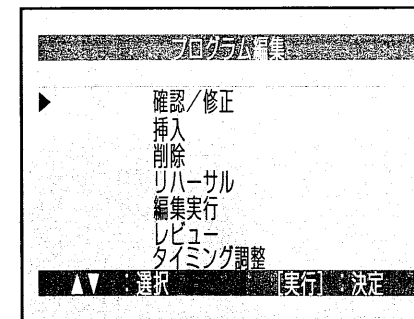 プログラム編集
▶ 確認／修正
挿入
削除
リハーサル
編集実行
レビュー
タイミング調整
▲▼：選択 [実行]：決定